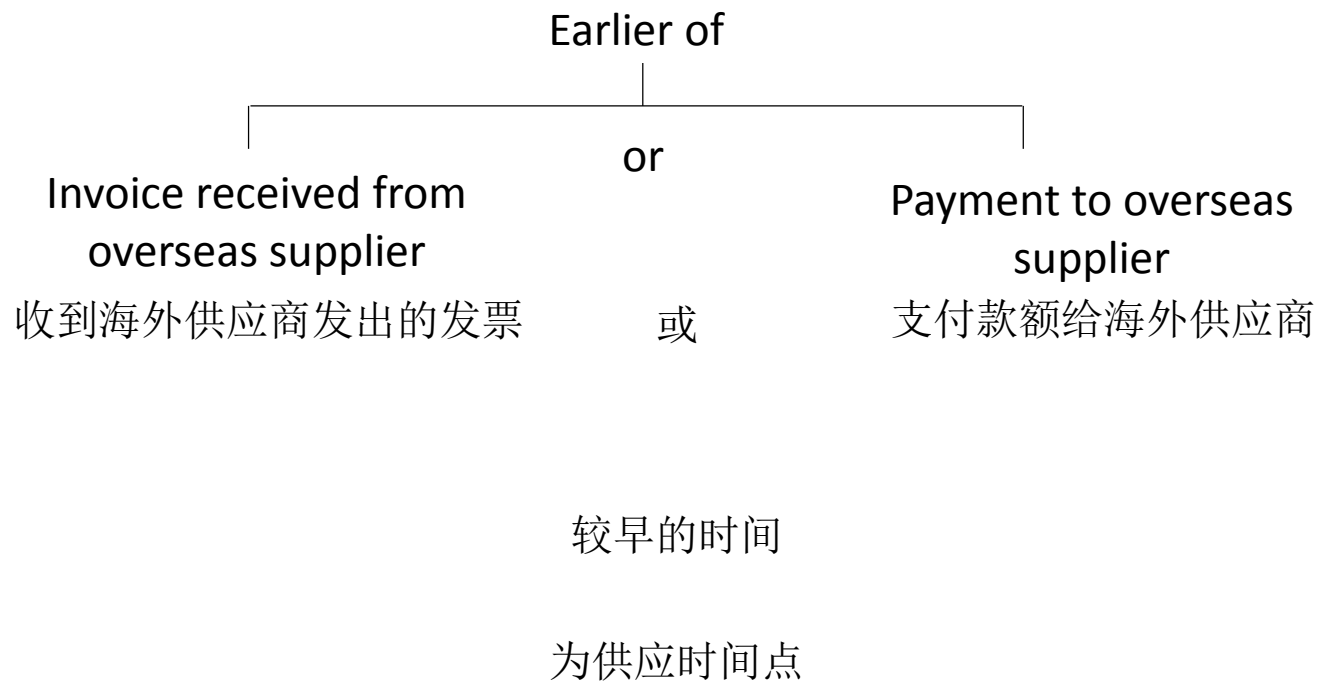 Earlier of
or
Invoice received from
overseas supplier
Payment to overseas
supplier
收到海外供应商发出的发票
或
支付款额给海外供应商
较早的时间
为供应时间点